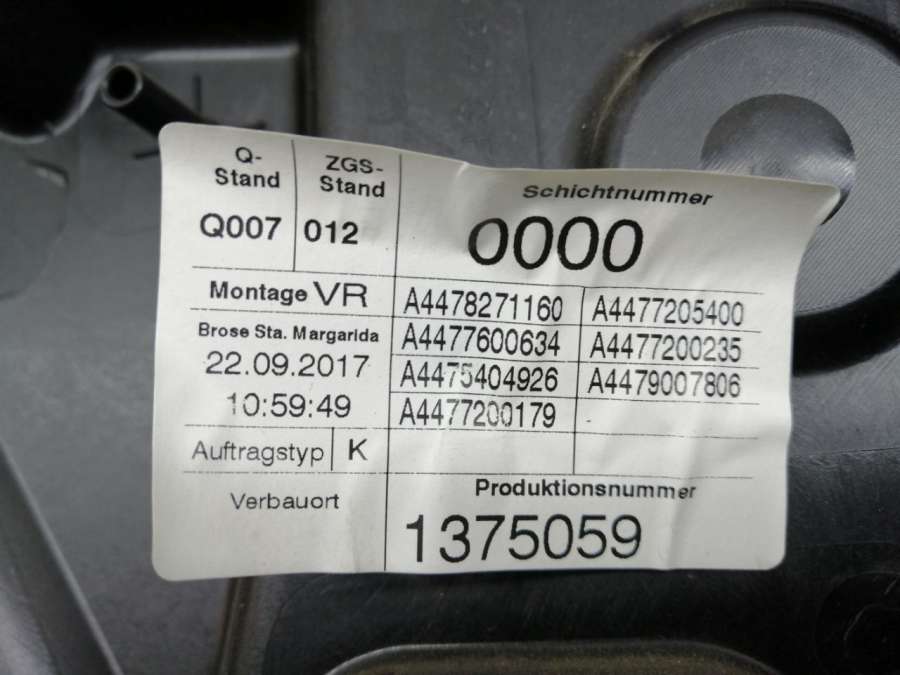 Q-
Stand
ZGS-
Stand
Schichtnummer
Q007
012
0000
Montage VR
A4478271160
A4477205400
Brose Sta. Margarida
A4477600634
A4477200235
22.09.2017
A4475404926
A4479007806
10:59:49
A4477200179
-
Auftragstyp
K
Verbauort
Produktionsnummer
1375059